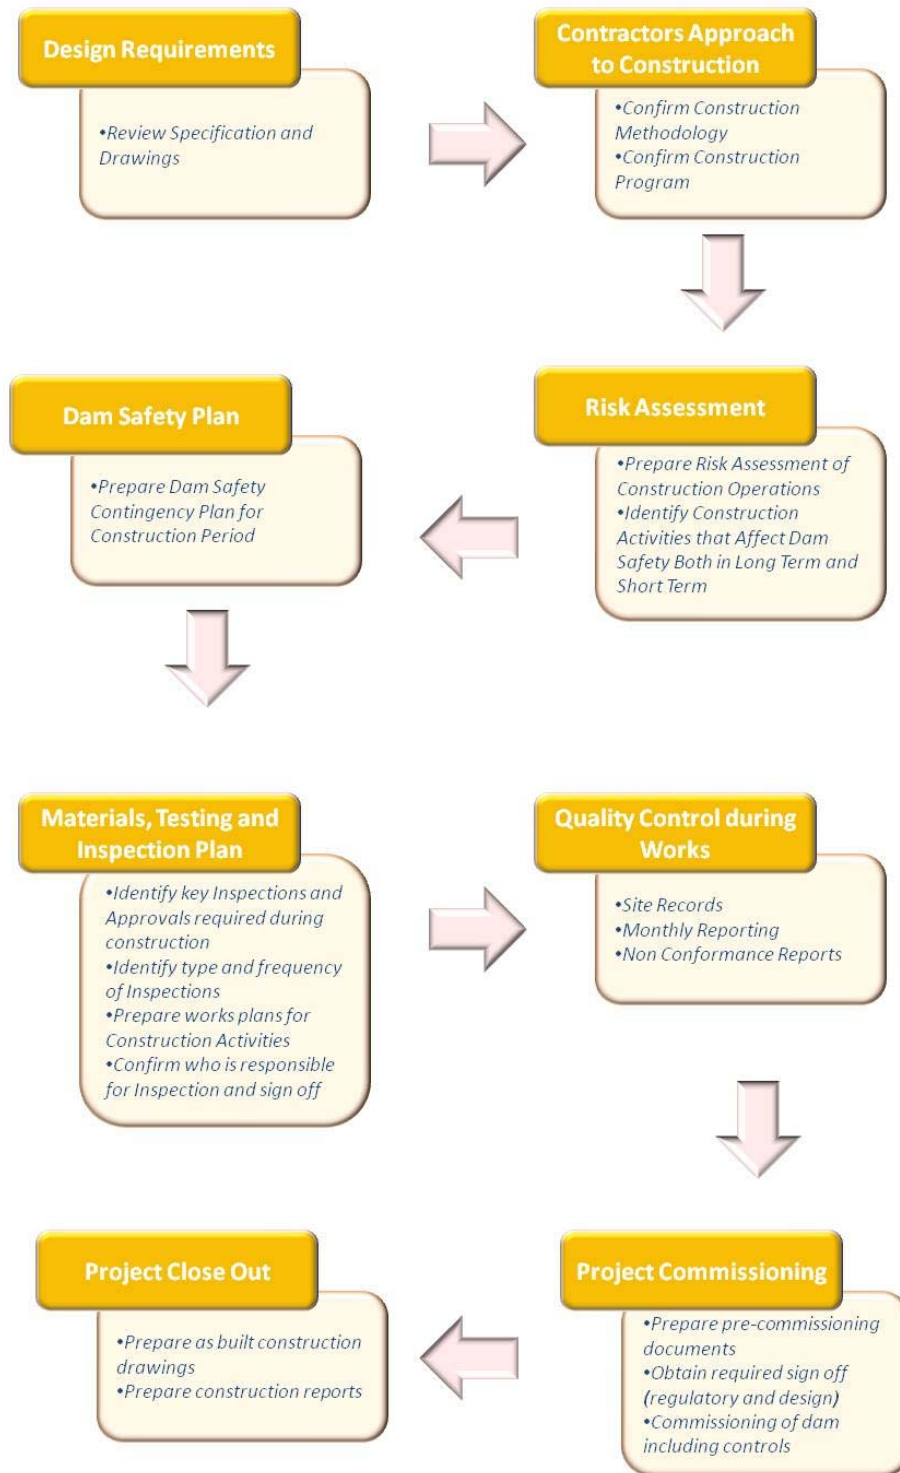 Design Requirements
•Review Specification and
Drawings
Contractors Approach
to Construction
•Confirm Construction
Methodology
•Confirm Construction
Program
Risk Assessment
•Prepare Risk Assessment of
Construction Operations
•Identify Construction
Activities that Affect Dam
Safety Both in Long Term and
Short Term
Dam Safety Plan
•Prepare Dam Safety
Contingency Plan for
Construction Period
Materials, Testing and
Inspection Plan
•Identify key Inspections and
Approvals required during
construction
•Identify type and frequency
of Inspections
•Prepare works plans for
Construction Activities
•Confirm who is responsible
for Inspection and sign off
Quality Control during
Works
•Site Records
•Monthly Reporting
•Non Conformance Reports
Project Commissioning
•Prepare pre-commissioning
documents
•Obtain required sign off
(regulatory and design)
•Commissioning of dam
including controls
Project Close Out
•Prepare as built construction
drawings
•Prepare construction reports